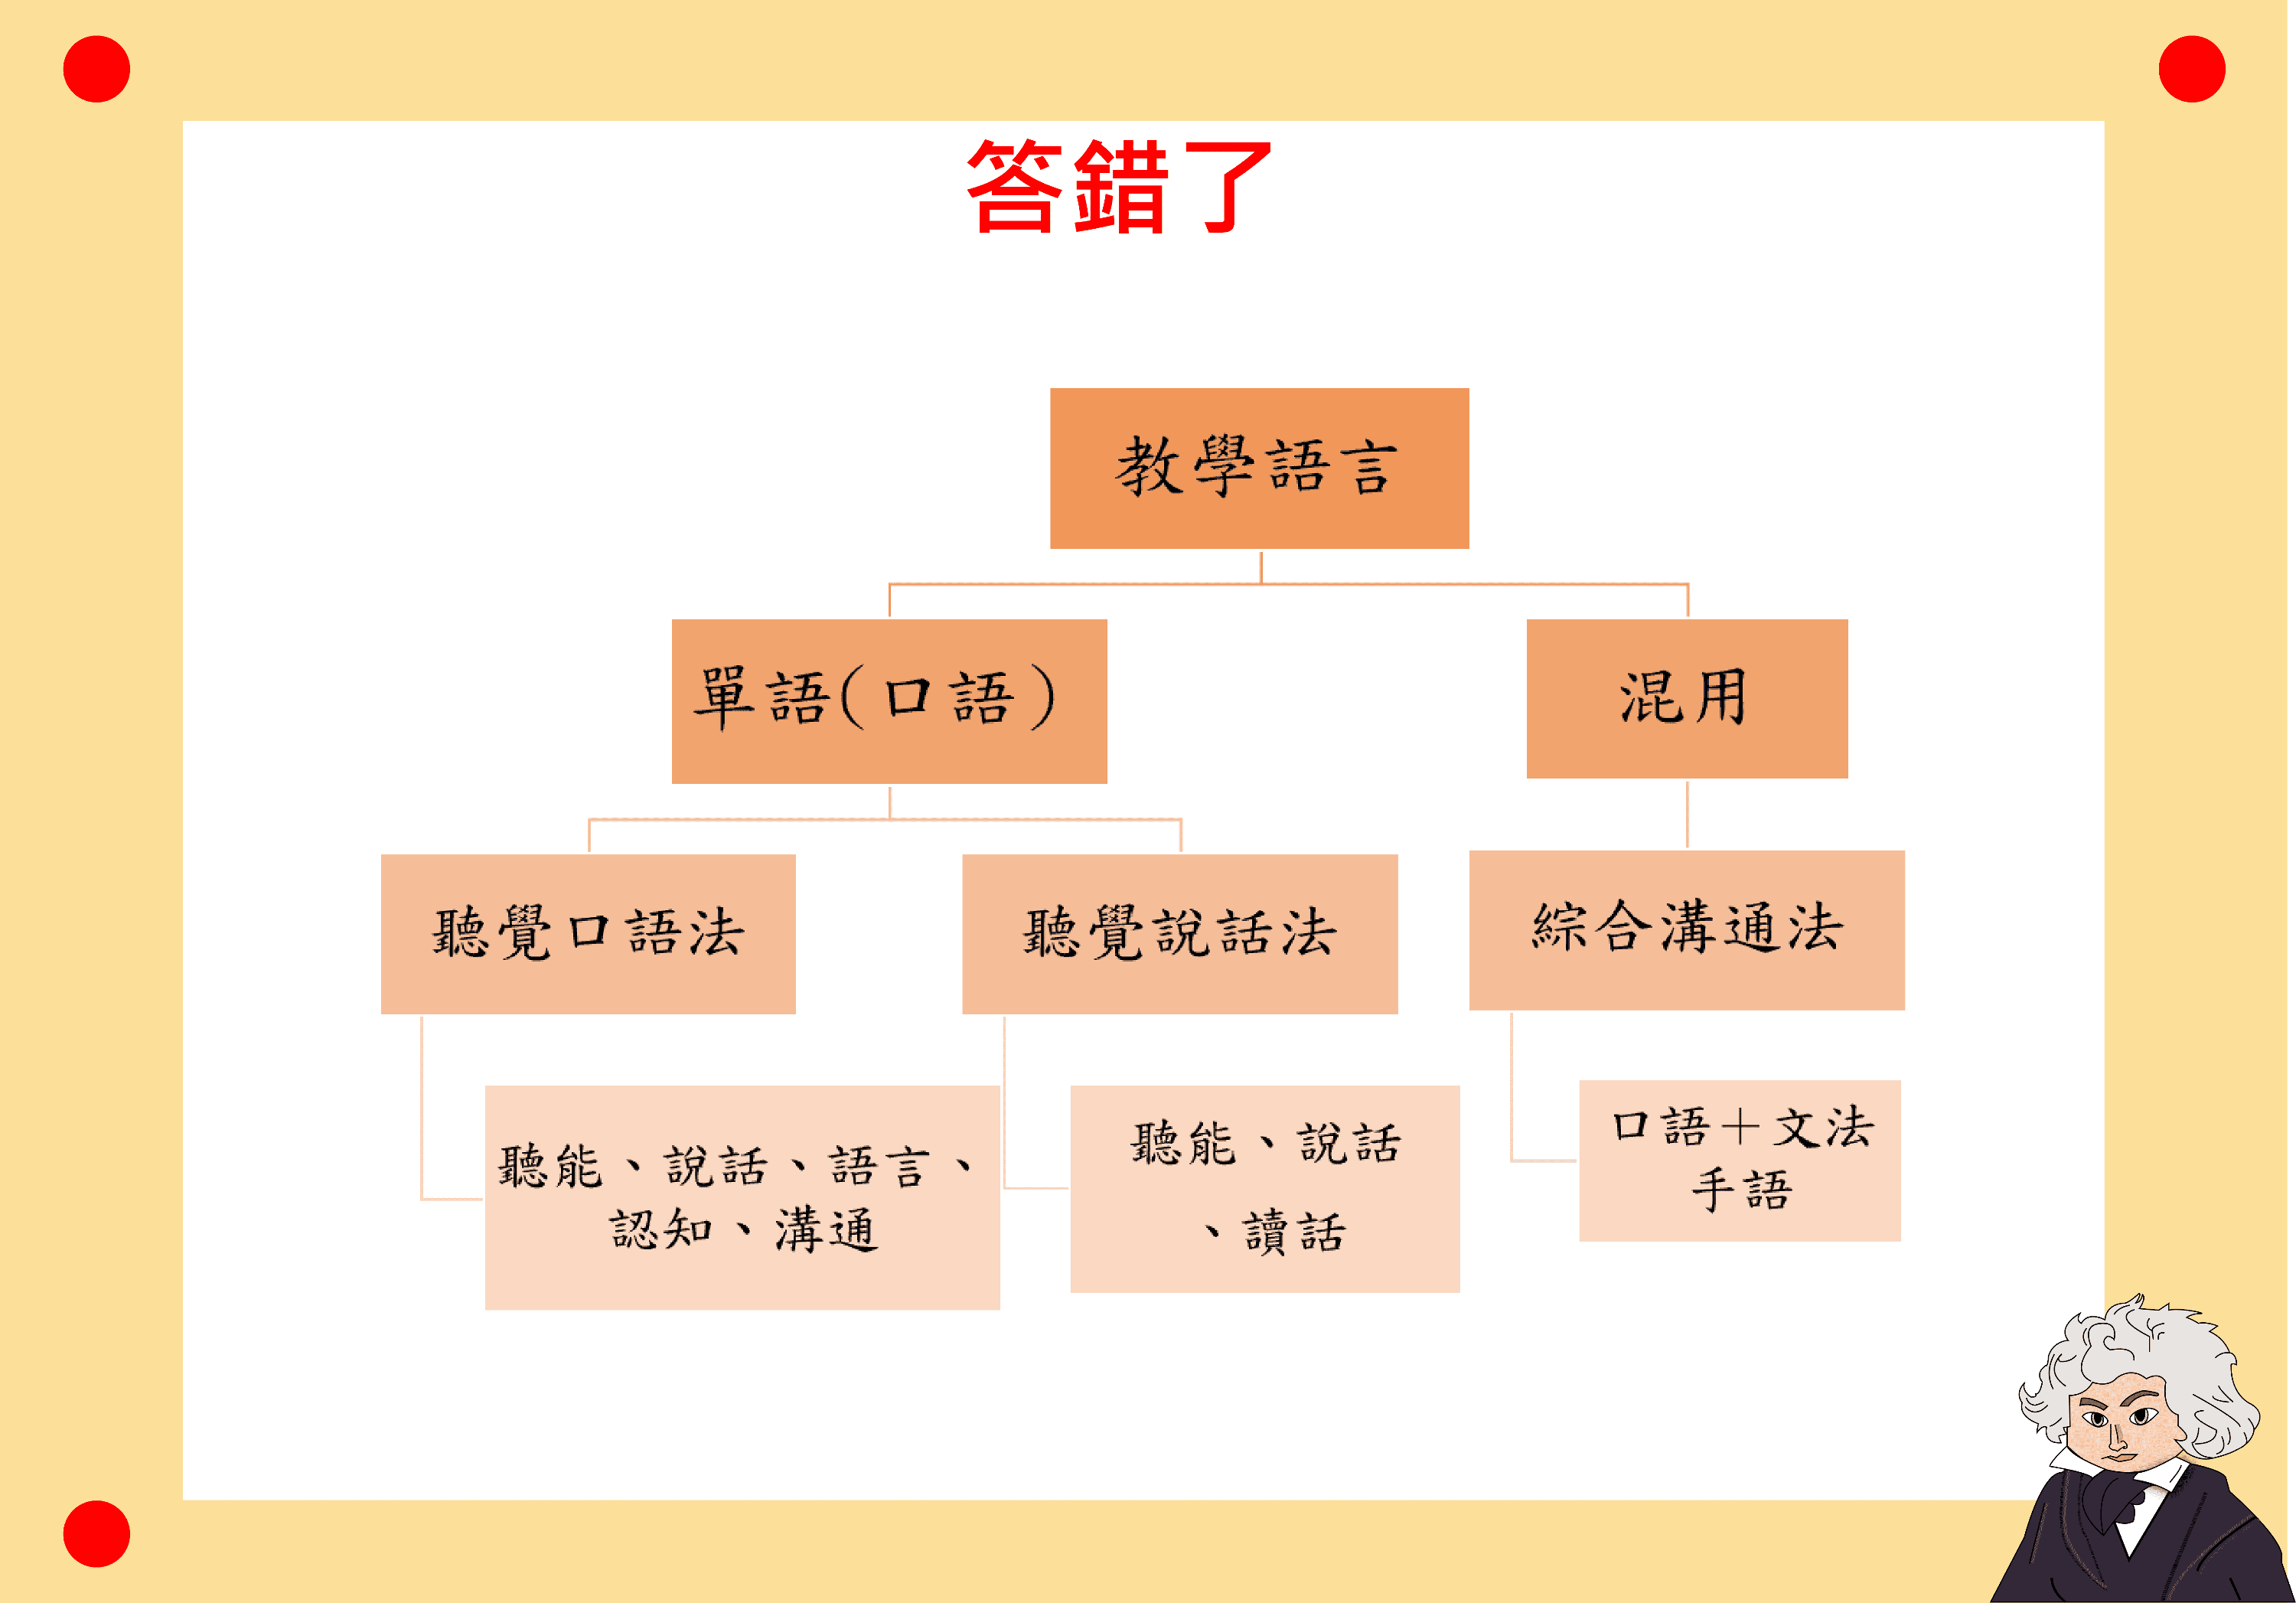 答錯了
教學語言
單語(口語)
混用
聽覺口語法
聽覺說話法
綜合溝通法
聽能、說話、語言、
認知、溝通
聽能、說話
、讀話
口語＋文法
手語